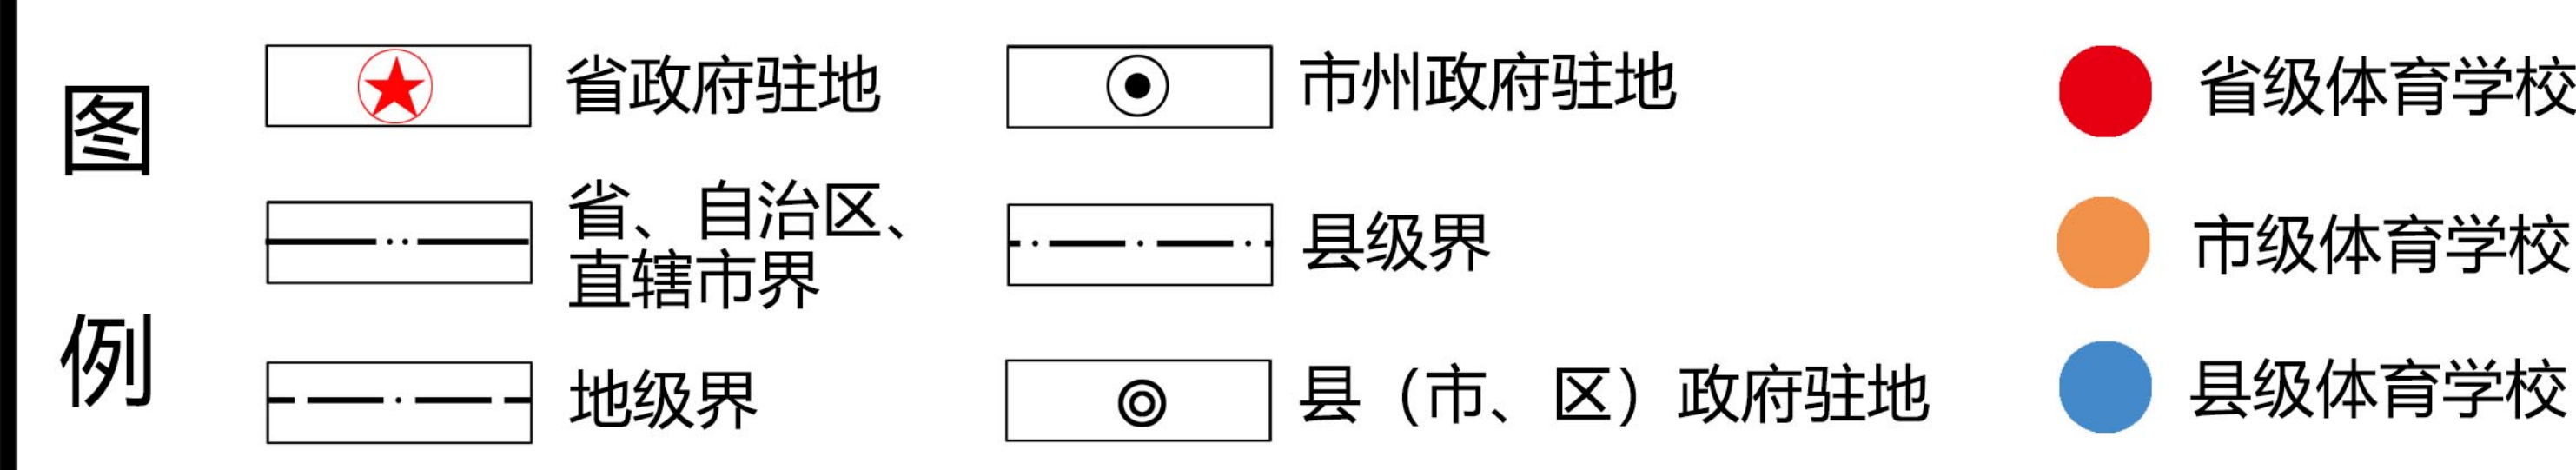 图例
省政府驻地
省、自治区、
直辖市界
地级界
市州政府驻地
县级界
县（市、区）政府驻地
省级体育学校
市级体育学校
县级体育学校